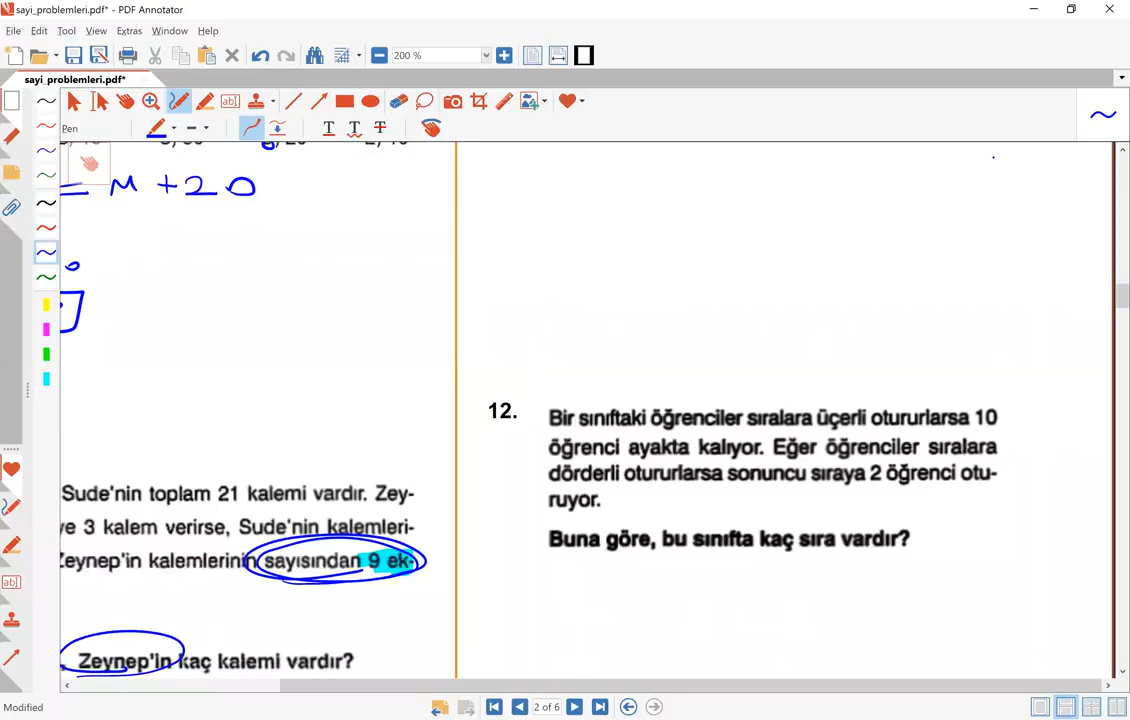 sayi_problemleri.pdf* - PDF Annotator
File Edit Tool View Extras Window Help
200 %
sayi_problemleri.pdf*
Pen
= M + 20
12.
Bir sınıftaki öğrenciler sıralara üçerli otururlarsa 10
öğrenci ayakta kalıyor. Eğer öğrenciler sıralara
dörderli otururlarsa sonuncu sıraya 2 öğrenci otu-
ruyor.
Buna göre, bu sınıfta kaç sıra vardır?
Sude'nin toplam 21 kalemi vardır. Zey-
ve 3 kalem verirse, Sude'nin kalemleri-
Zeynep'in kalemlerinin sayısından 9 ek-
Zeynep'in kaç kalemi vardır?
Modified
2 of 6